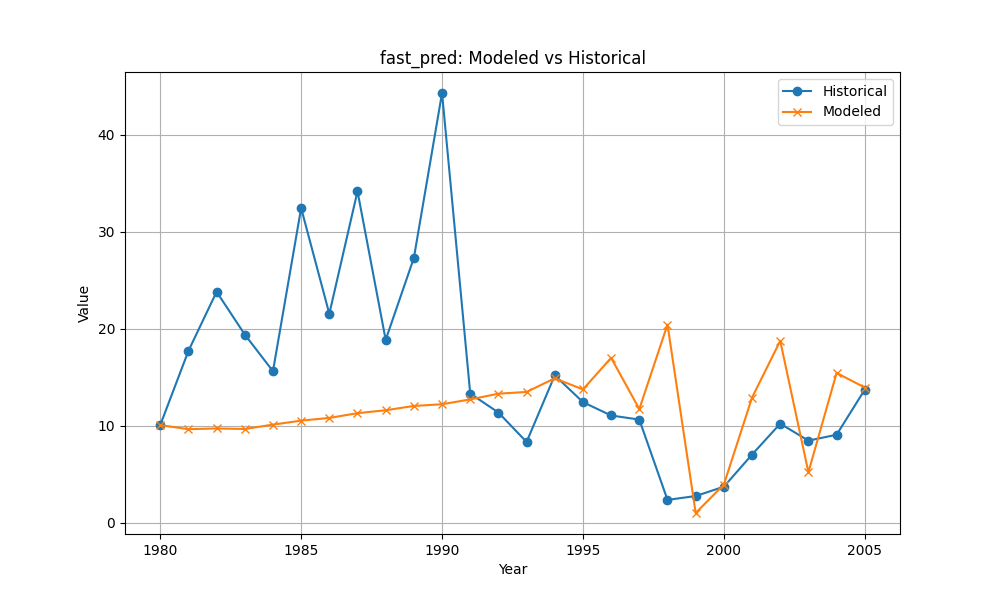 fast_pred: Modeled vs Historical
Historical
Modeled
Value
40
30
20
10
0
1980
1985
1990
1995
2000
2005
Year